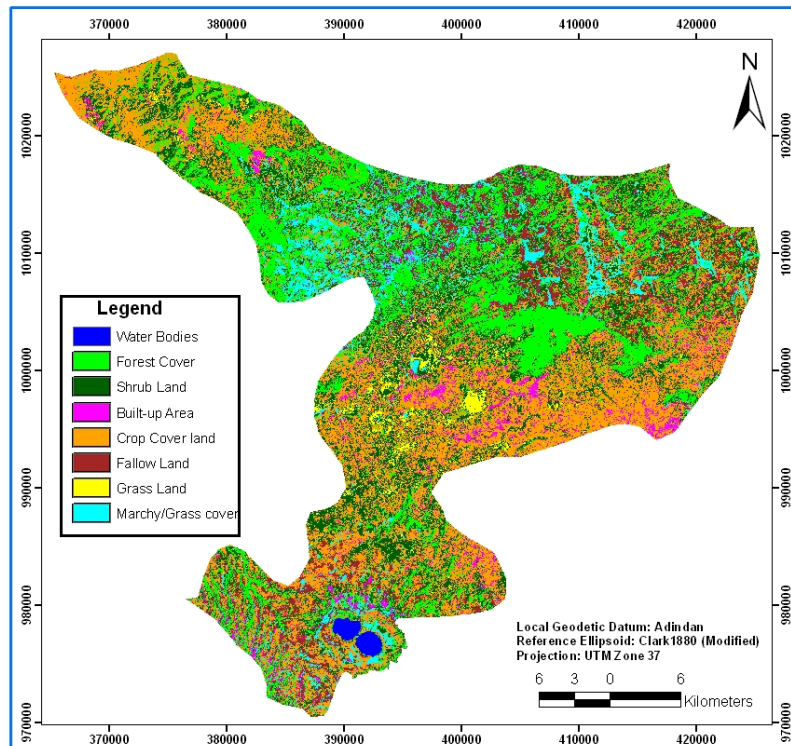 370000 380000 390000 400000 410000 420000
N
1020000 1020000
1010000 1010000
1000000 1000000
990000 990000
980000 980000
970000 970000
Legend
Water Bodies
Forest Cover
Shrub Land
Built-up Area
Crop Cover land
Fallow Land
Grass Land
Marchy/Grass cover
Local Geodetic Datum: Adindan
Reference Ellipsoid: Clark1880 (Modified)
Projection: UTM Zone 37
6 3 0 6
Kilometers
370000 380000 390000 400000 410000 420000